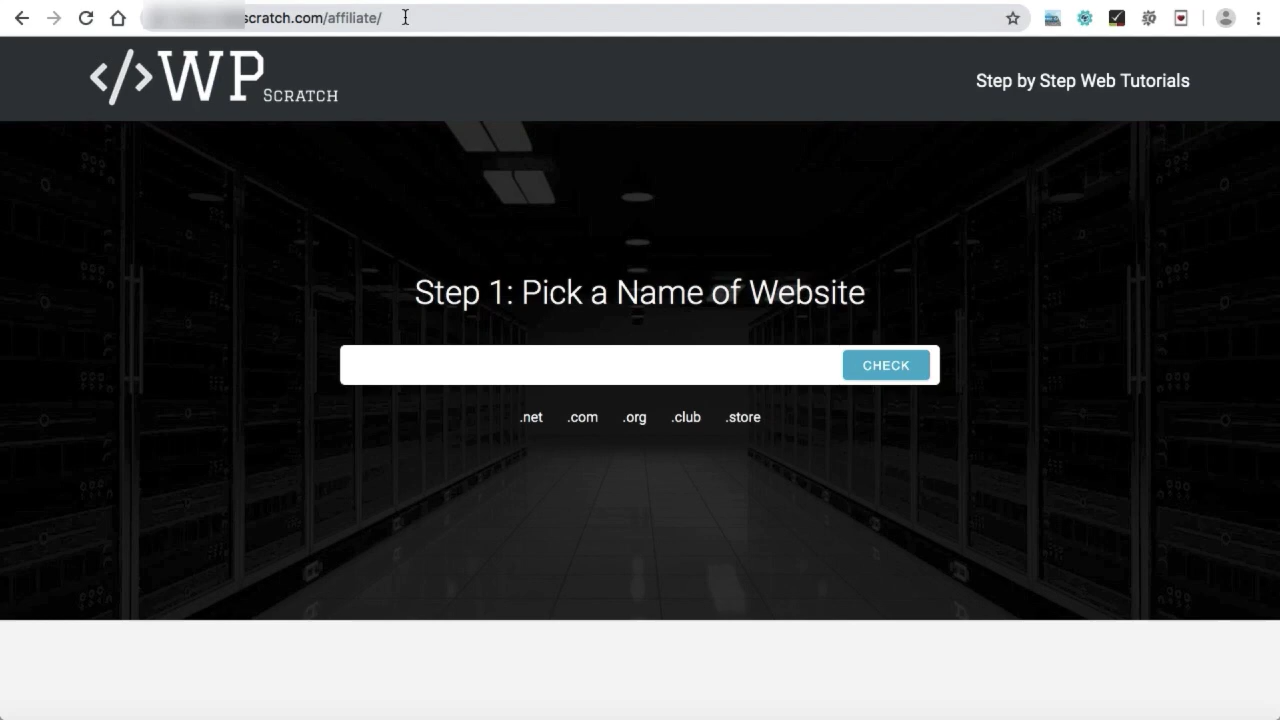 scratch.com/affiliate/
</>WP SCRATCH
Step by Step Web Tutorials
Step 1: Pick a Name of Website
CHECK
.net .com .org .club .store